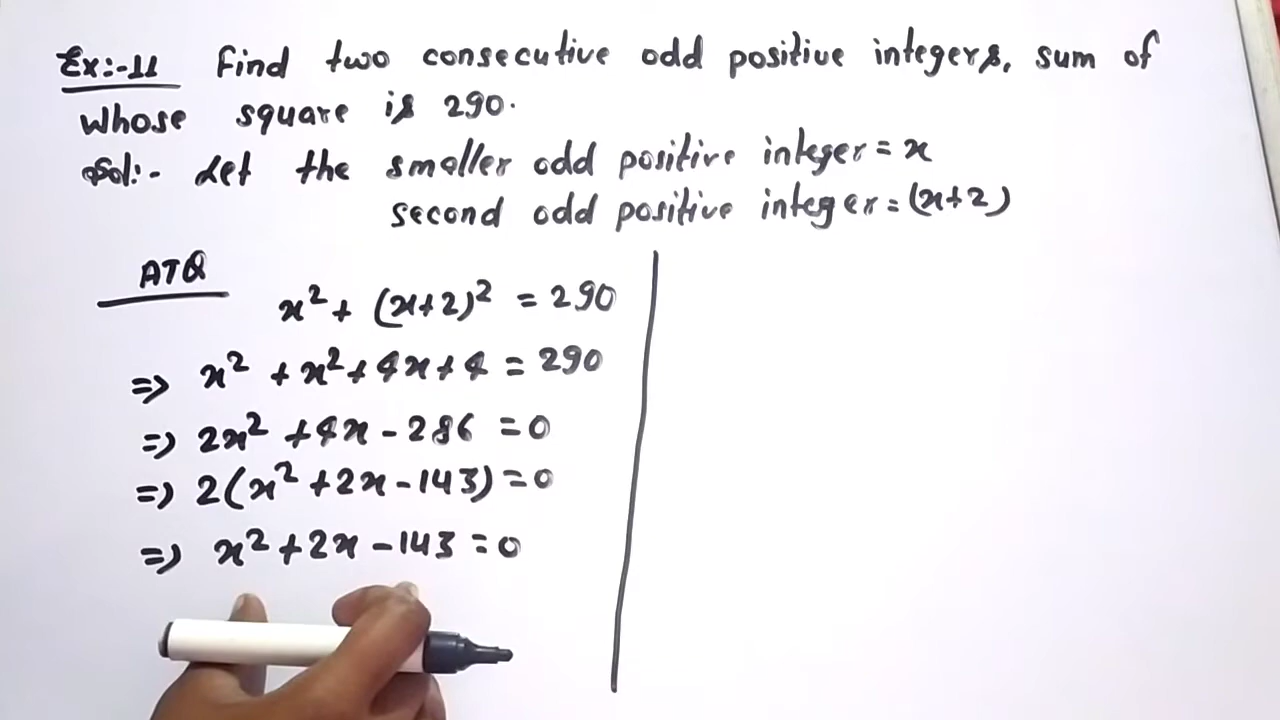 Ex:-11 Find two consecutive odd positive integers, sum of
whose square is 290.
Sol:- Let the smaller odd positive integer = x
second odd positive integer = (x+2)
ATQ
x² + (x+2)² = 290
=> x² + x² + 4x + 4 = 290
=> 2x² + 4x - 286 = 0
=> 2(x² + 2x - 143) = 0
=> x² + 2x - 143 = 0